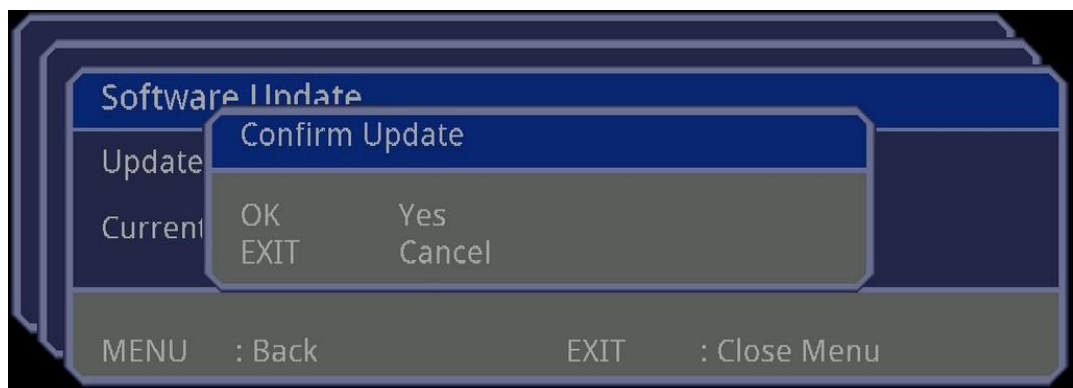 Software Update
Confirm Update
Update
OK Yes
Current
EXIT Cancel
MENU : Back EXIT : Close Menu